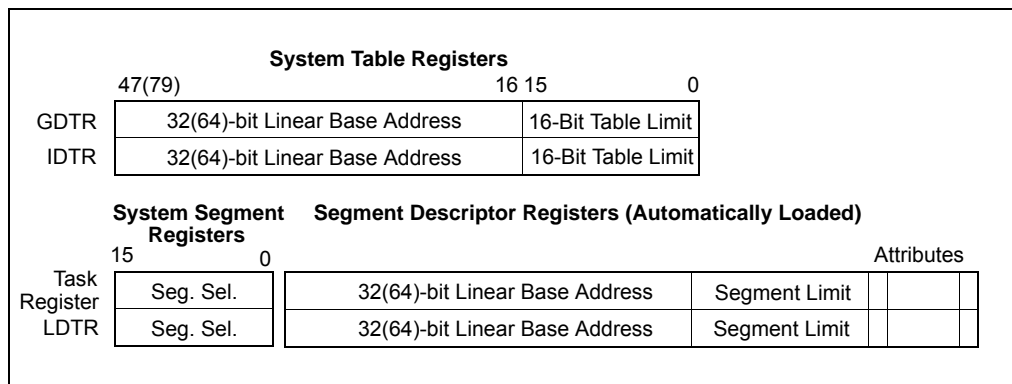 System Table Registers
47(79) 16 15 0
GDTR 32(64)-bit Linear Base Address 16-Bit Table Limit
IDTR 32(64)-bit Linear Base Address 16-Bit Table Limit
System Segment Registers Segment Descriptor Registers (Automatically Loaded)
15 0 Attributes
Task Register Seg. Sel. 32(64)-bit Linear Base Address Segment Limit
LDTR Seg. Sel. 32(64)-bit Linear Base Address Segment Limit